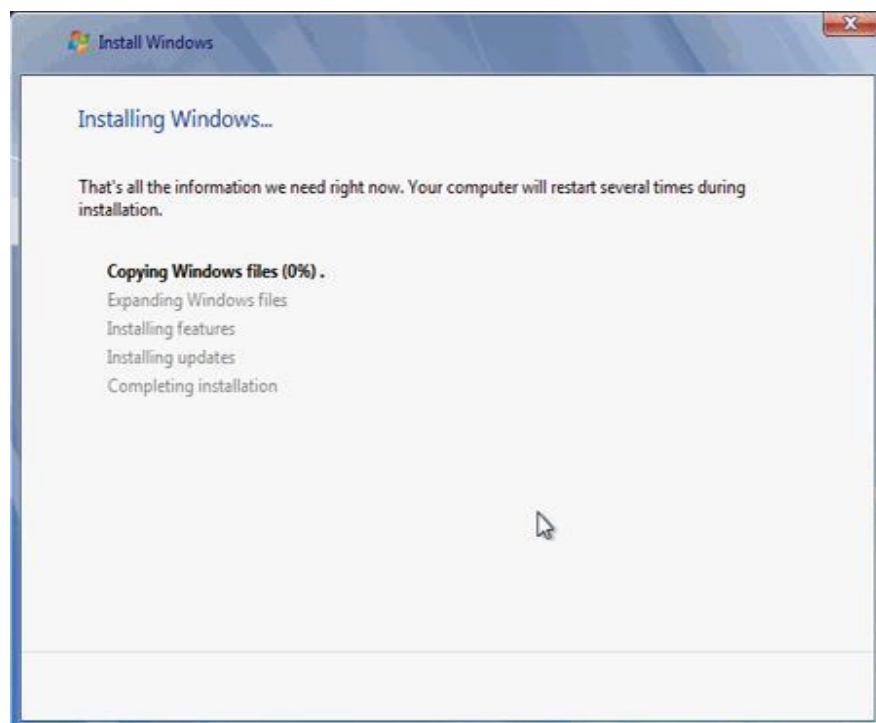 Install Windows
Installing Windows...
That's all the information we need right now. Your computer will restart several times during
installation.
Copying Windows files (0%) .
Expanding Windows files
Installing features
Installing updates
Completing installation